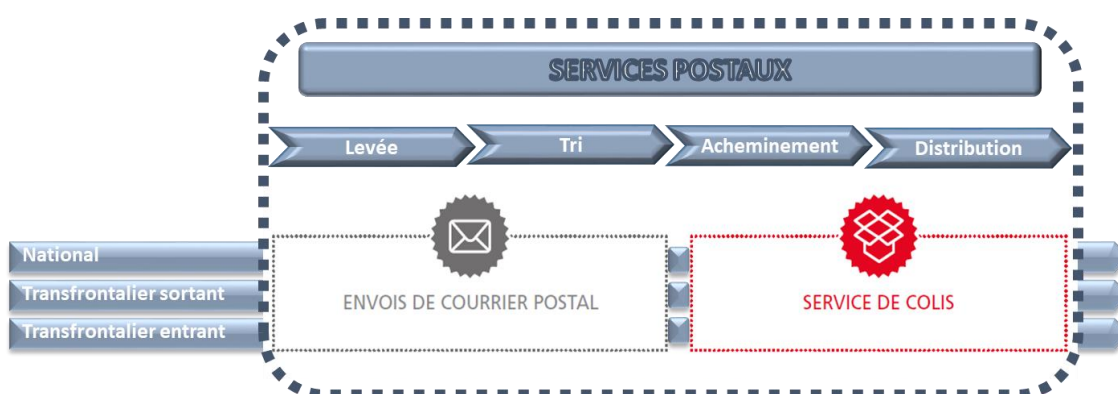 SERVICES POSTAUX
Levée
Tri
Acheminement
Distribution
National
Transfrontalier sortant
Transfrontalier entrant
ENVOIS DE COURRIER POSTAL
SERVICE DE COLIS